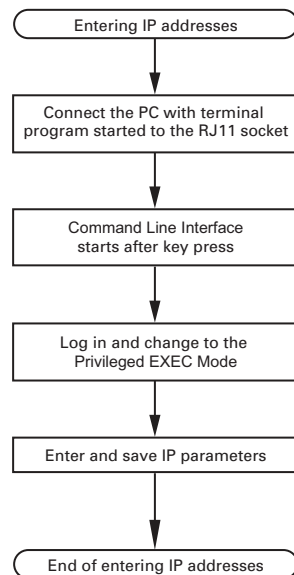 Entering IP addresses
Connect the PC with terminal
program started to the RJ11 socket
Command Line Interface
starts after key press
Log in and change to the
Privileged EXEC Mode
Enter and save IP parameters
End of entering IP addresses